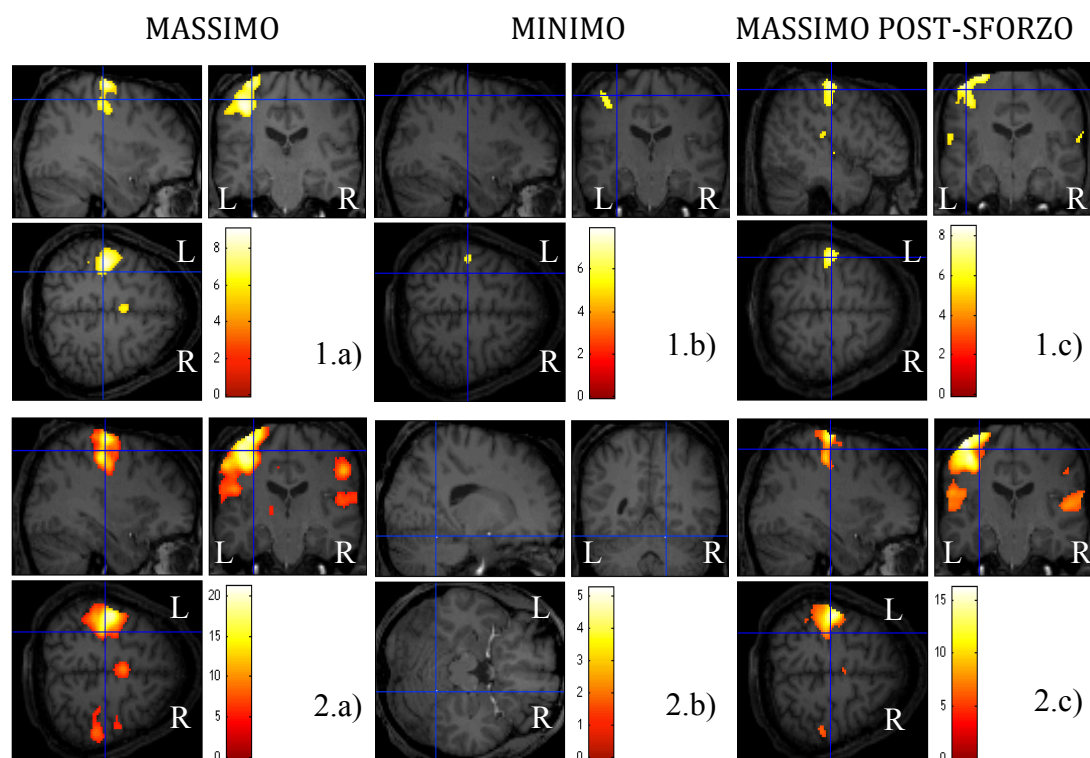 MASSIMO MINIMO MASSIMO POST-SFORZO
L R L R L R
L L L
8 6 4 2 0
6 4 2 0
8 6 4 2 0
R R R
1.a) 1.b) 1.c)
L R L R L R
L L L
20 15 10 5 0
5 4 3 2 1 0
15 10 5 0
R R R
2.a) 2.b) 2.c)